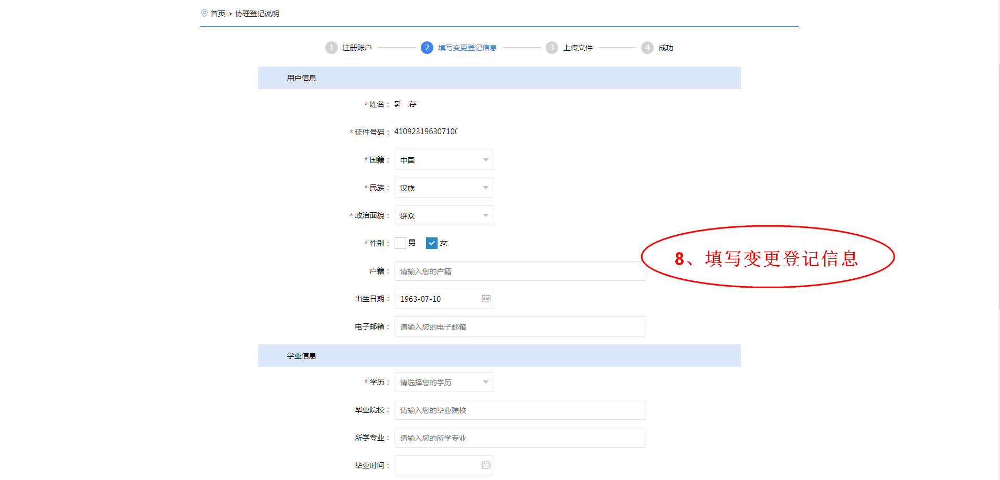 首页 > 协理登记说明
1 注册账户 2 填写变更登记信息 3 上传文件 4 成功
用户信息
* 姓名： 郭 存
* 证件号码： 41092319630710
* 国籍： 中国
* 民族： 汉族
* 政治面貌： 群众
* 性别： 男 女
8、填写变更登记信息
户籍： 请输入您的户籍
出生日期： 1963-07-10
电子邮箱： 请输入您的电子邮箱
学业信息
* 学历： 请选择您的学历
毕业院校： 请输入您的毕业院校
所学专业： 请输入您的所学专业
毕业时间：